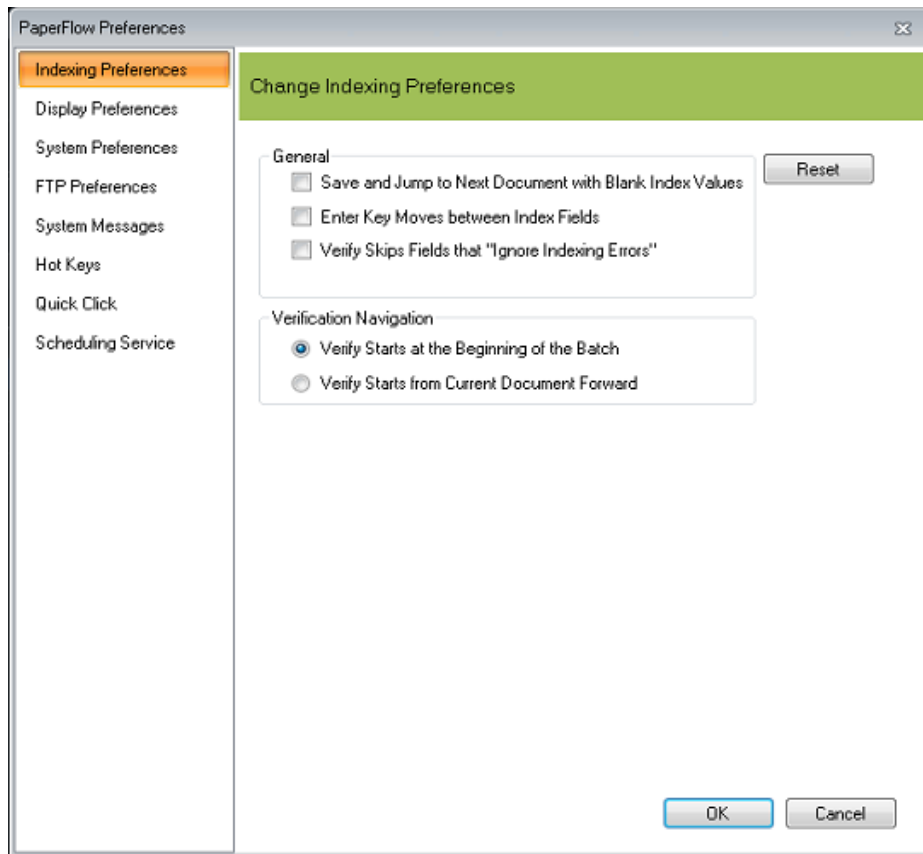 PaperFlow Preferences
Indexing Preferences
Display Preferences
System Preferences
FTP Preferences
System Messages
Hot Keys
Quick Click
Scheduling Service
Change Indexing Preferences
General
Save and Jump to Next Document with Blank Index Values
Enter Key Moves between Index Fields
Verify Skips Fields that "Ignore Indexing Errors"
Reset
Verification Navigation
Verify Starts at the Beginning of the Batch
Verify Starts from Current Document Forward
OK
Cancel